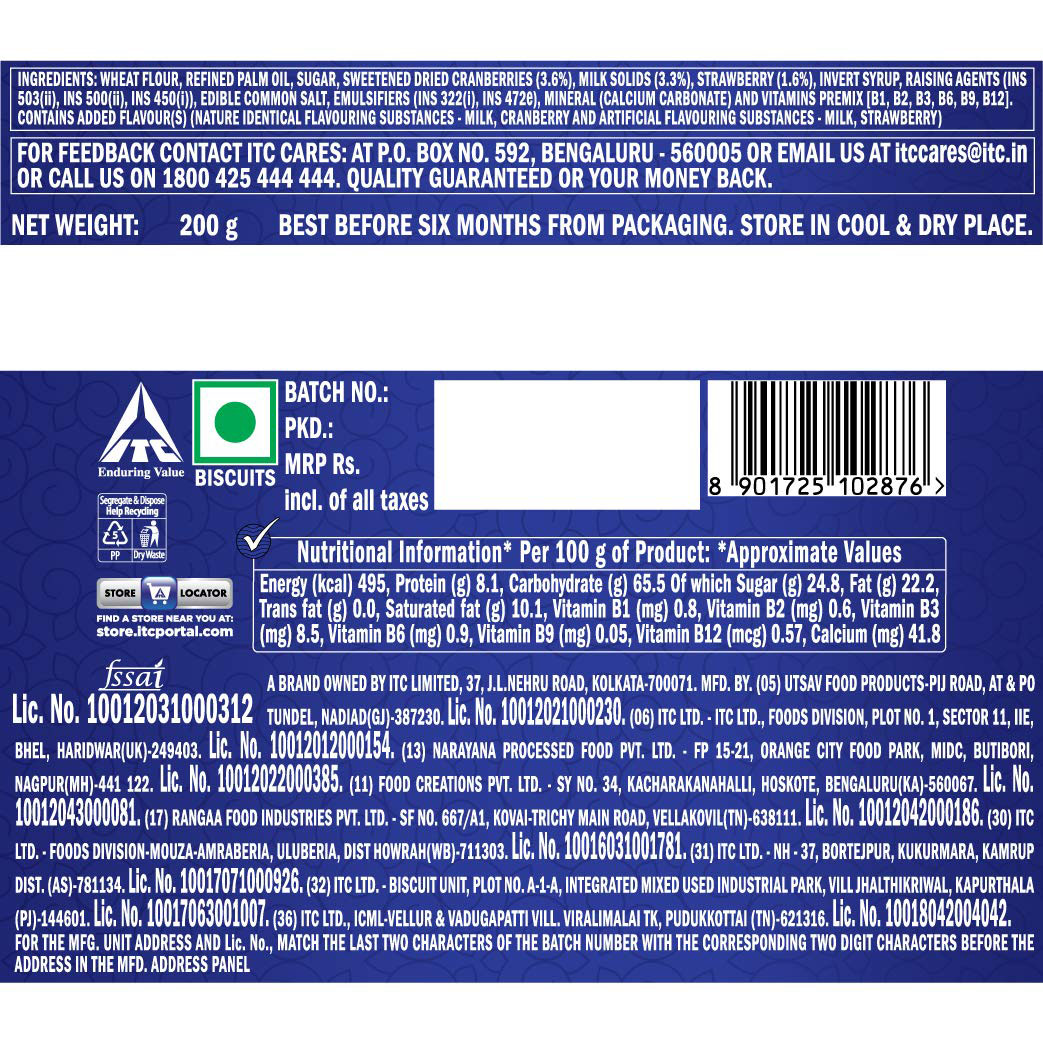 INGREDIENTS: WHEAT FLOUR, REFINED PALM OIL, SUGAR, SWEETENED DRIED CRANBERRIES (3.6%), MILK SOLIDS (3.3%), STRAWBERRY (1.6%), INVERT SYRUP, RAISING AGENTS (INS
503(ii), INS 500(ii), INS 450(i)), EDIBLE COMMON SALT, EMULSIFIERS (INS 322(i), INS 472e), MINERAL (CALCIUM CARBONATE) AND VITAMINS PREMIX [B1, B2, B3, B6, B9, B12].
CONTAINS ADDED FLAVOUR(S) (NATURE IDENTICAL FLAVOURING SUBSTANCES - MILK, CRANBERRY AND ARTIFICIAL FLAVOURING SUBSTANCES - MILK, STRAWBERRY)
FOR FEEDBACK CONTACT ITC CARES: AT P.O. BOX NO. 592, BENGALURU - 560005 OR EMAIL US AT itccares@itc.in
OR CALL US ON 1800 425 444 444. QUALITY GUARANTEED OR YOUR MONEY BACK.
NET WEIGHT: 200 g BEST BEFORE SIX MONTHS FROM PACKAGING. STORE IN COOL & DRY PLACE.
ITC
Enduring Value
BISCUITS
BATCH NO.:
PKD.:
MRP Rs.
incl. of all taxes
8 901725 102876 >
Segregate & Dispose
Help Recycling
5
PP Dry Waste
STORE LOCATOR
FIND A STORE NEAR YOU AT:
store.itcportal.com
Nutritional Information* Per 100 g of Product: *Approximate Values
Energy (kcal) 495, Protein (g) 8.1, Carbohydrate (g) 65.5 Of which Sugar (g) 24.8, Fat (g) 22.2,
Trans fat (g) 0.0, Saturated fat (g) 10.1, Vitamin B1 (mg) 0.8, Vitamin B2 (mg) 0.6, Vitamin B3
(mg) 8.5, Vitamin B6 (mg) 0.9, Vitamin B9 (mg) 0.05, Vitamin B12 (mcg) 0.57, Calcium (mg) 41.8
fssai
Lic. No. 10012031000312
A BRAND OWNED BY ITC LIMITED, 37, J.L.NEHRU ROAD, KOLKATA-700071. MFD. BY. (05) UTSAV FOOD PRODUCTS-PIJ ROAD, AT & PO
TUNDEL, NADIAD(GJ)-387230. Lic. No. 10012021000230. (06) ITC LTD. - ITC LTD., FOODS DIVISION, PLOT NO. 1, SECTOR 11, IIE,
BHEL, HARIDWAR(UK)-249403. Lic. No. 10012012000154. (13) NARAYANA PROCESSED FOOD PVT. LTD. - FP 15-21, ORANGE CITY FOOD PARK, MIDC, BUTIBORI,
NAGPUR(MH)-441 122. Lic. No. 10012022000385. (11) FOOD CREATIONS PVT. LTD. - SY NO. 34, KACHARAKANAHALLI, HOSKOTE, BENGALURU(KA)-560067. Lic. No.
10012043000081. (17) RANGAA FOOD INDUSTRIES PVT. LTD. - SF NO. 667/A1, KOVAI-TRICHY MAIN ROAD, VELLAKOVIL(TN)-638111. Lic. No. 10012042000186. (30) ITC
LTD. - FOODS DIVISION-MOUZA-AMRABERIA, ULUBERIA, DIST HOWRAH(WB)-711303. Lic. No. 10016031001781. (31) ITC LTD. - NH - 37, BORTEJPUR, KUKURMARA, KAMRUP
DIST. (AS)-781134. Lic. No. 10017071000926. (32) ITC LTD. - BISCUIT UNIT, PLOT NO. A-1-A, INTEGRATED MIXED USED INDUSTRIAL PARK, VILL JHALTHIKRIWAL, KAPURTHALA
(PJ)-144601. Lic. No. 10017063001007. (36) ITC LTD., ICML-VELLUR & VADUGAPATTI VILL. VIRALIMALAI TK, PUDUKKOTTAI (TN)-621316. Lic. No. 10018042004042.
FOR THE MFG. UNIT ADDRESS AND Lic. No., MATCH THE LAST TWO CHARACTERS OF THE BATCH NUMBER WITH THE CORRESPONDING TWO DIGIT CHARACTERS BEFORE THE
ADDRESS IN THE MFD. ADDRESS PANEL